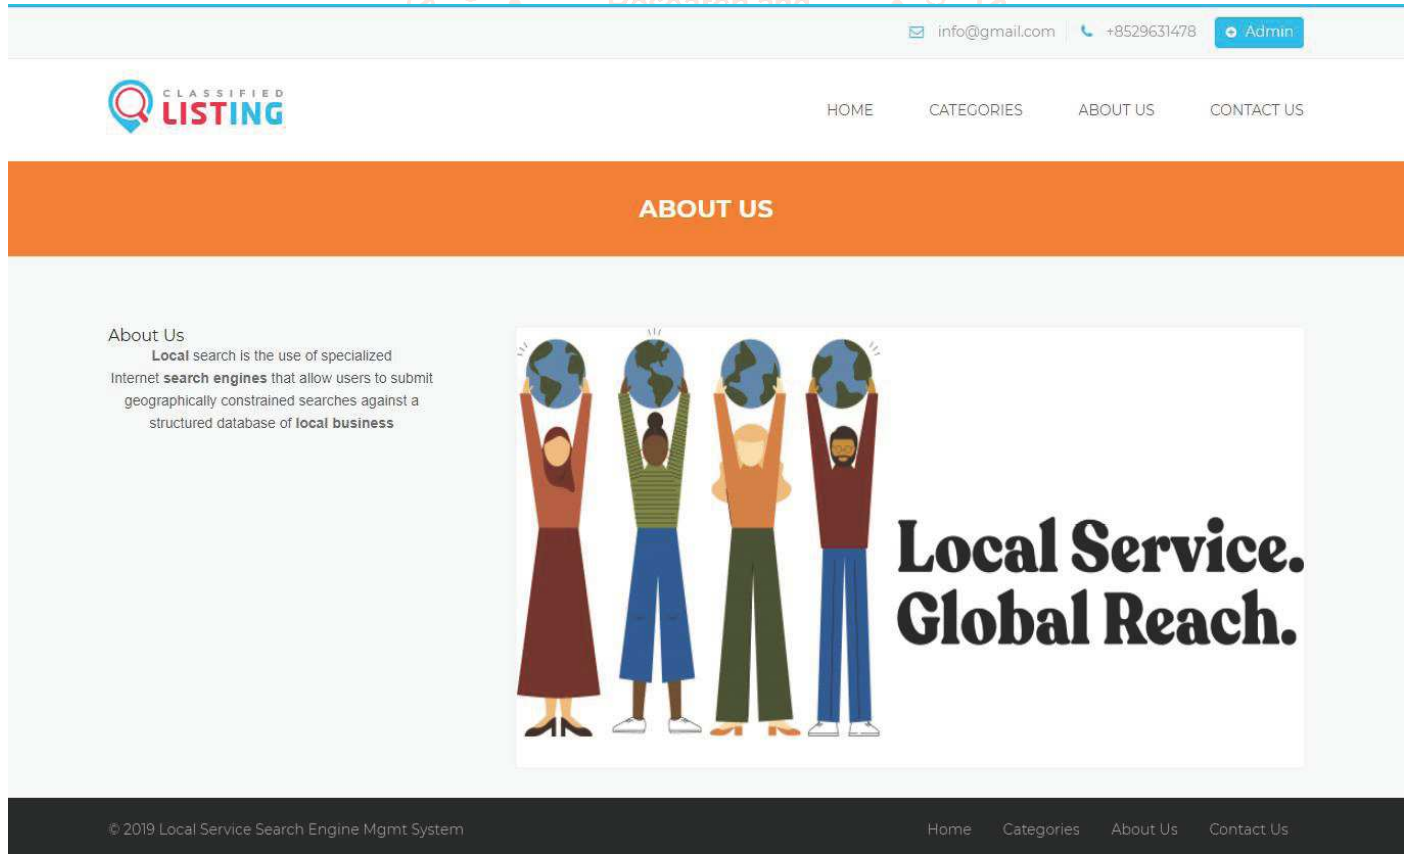 info@gmail.com +8529631478 Admin
CLASSIFIED
LISTING
HOME CATEGORIES ABOUT US CONTACT US
ABOUT US
About Us
Local search is the use of specialized
Internet search engines that allow users to submit
geographically constrained searches against a
structured database of local business
Local Service.
Global Reach.
© 2019 Local Service Search Engine Mgmt System
Home Categories About Us Contact Us